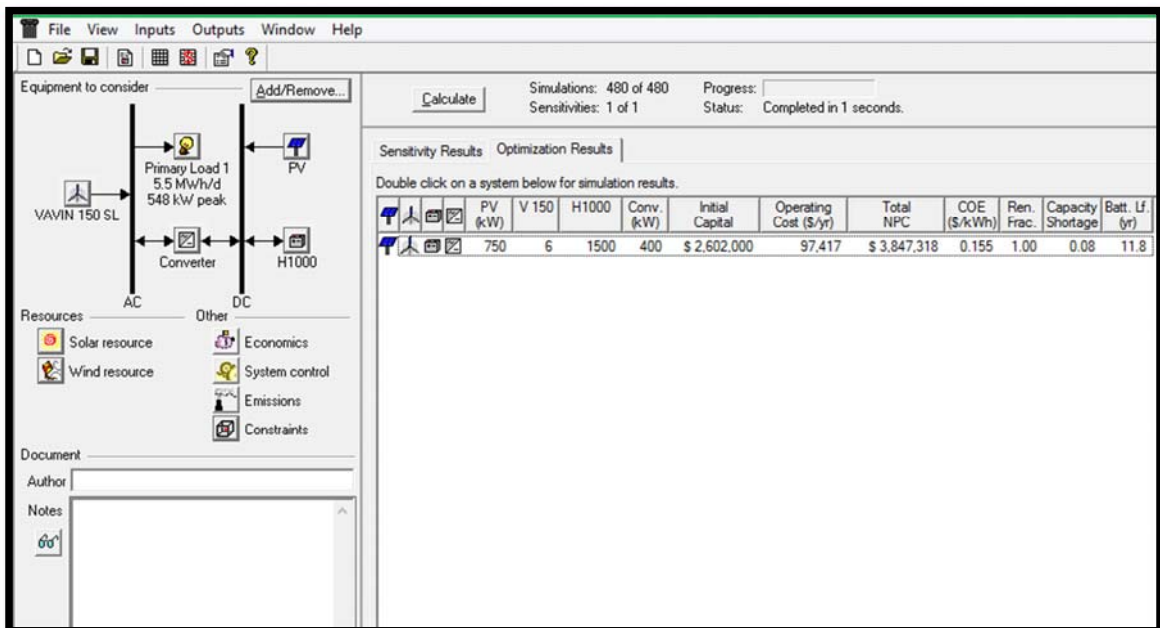 File View Inputs Outputs Window Help
Equipment to consider
Add/Remove...
Primary Load 1
5.5 MWh/d
548 kW peak
PV
VAVIN 150 SL
Converter
H1000
AC DC
Resources Other
Solar resource Economics
Wind resource System control
Emissions
Constraints
Document
Author
Notes
Calculate
Simulations: 480 of 480 Progress:
Sensitivities: 1 of 1 Status: Completed in 1 seconds.
Sensitivity Results Optimization Results
Double click on a system below for simulation results.
PV (kW) V 150 H1000 Conv. (kW) Initial Capital Operating Cost ($/yr) Total NPC COE ($/kWh) Ren. Frac. Capacity Shortage Batt. Lf. (yr)
750 6 1500 400 $ 2,602,000 97,417 $ 3,847,318 0.155 1.00 0.08 11.8